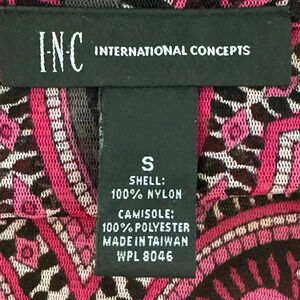 I·N·C INTERNATIONAL CONCEPTS
S
SHELL:
100% NYLON
CAMISOLE:
100% POLYESTER
MADE IN TAIWAN
WPL 8046